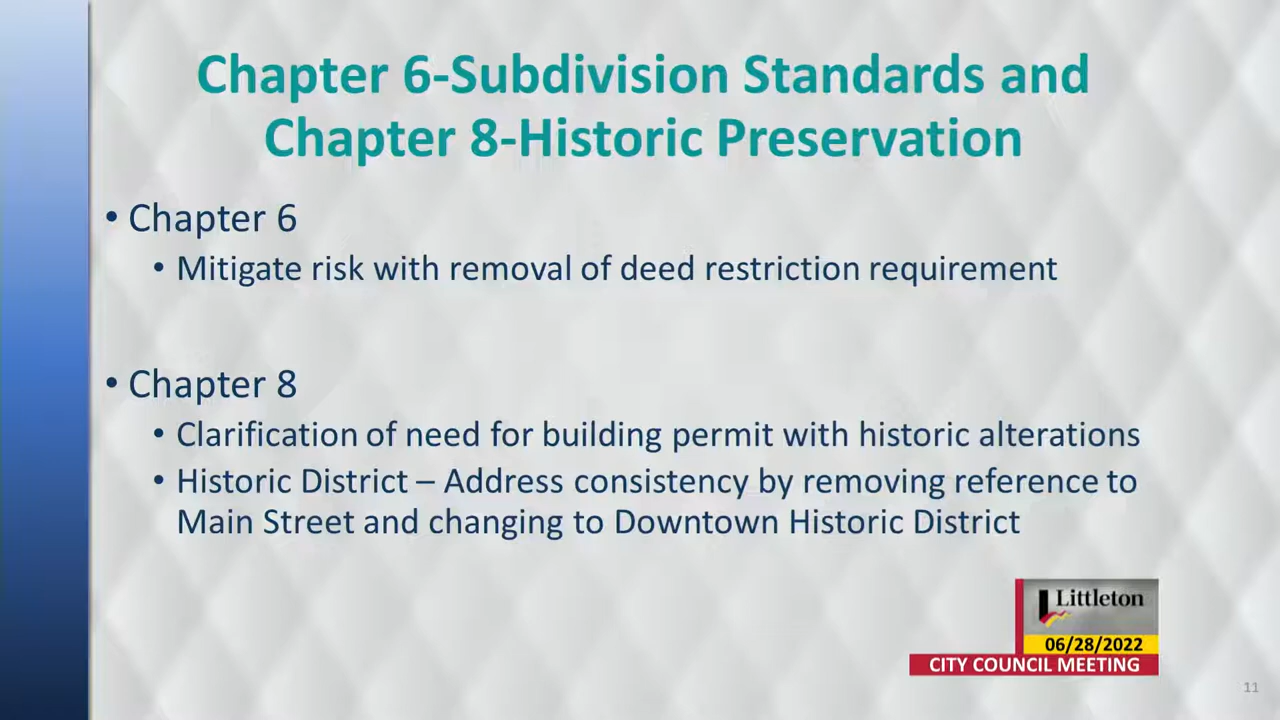 Chapter 6-Subdivision Standards and
Chapter 8-Historic Preservation
• Chapter 6
• Mitigate risk with removal of deed restriction requirement
• Chapter 8
• Clarification of need for building permit with historic alterations
• Historic District – Address consistency by removing reference to
Main Street and changing to Downtown Historic District
Littleton
06/28/2022
CITY COUNCIL MEETING
11